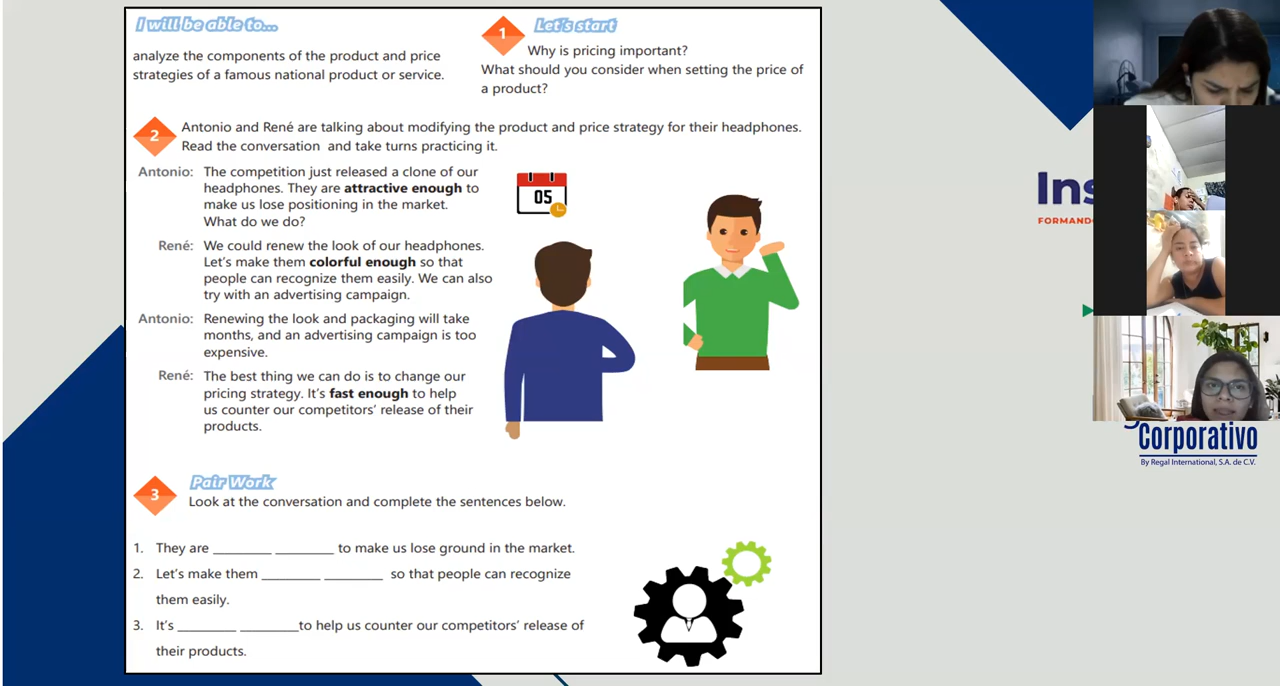 I will be able to...
analyze the components of the product and price
strategies of a famous national product or service.
1
Let's start
Why is pricing important?
What should you consider when setting the price of
a product?
2
Antonio and René are talking about modifying the product and price strategy for their headphones.
Read the conversation and take turns practicing it.
Antonio: The competition just released a clone of our
headphones. They are attractive enough to
make us lose positioning in the market.
What do we do?
René: We could renew the look of our headphones.
Let's make them colorful enough so that
people can recognize them easily. We can also
try with an advertising campaign.
Antonio: Renewing the look and packaging will take
months, and an advertising campaign is too
expensive.
René: The best thing we can do is to change our
pricing strategy. It's fast enough to help
us counter our competitors' release of their
products.
05
3
Pair Work
Look at the conversation and complete the sentences below.
1. They are ________ ________ to make us lose ground in the market.
2. Let's make them ________ ________ so that people can recognize
them easily.
3. It's ________ ________to help us counter our competitors' release of
their products.
Ins
FORMAND
Corporativo
By Regal International, S.A. de C.V.